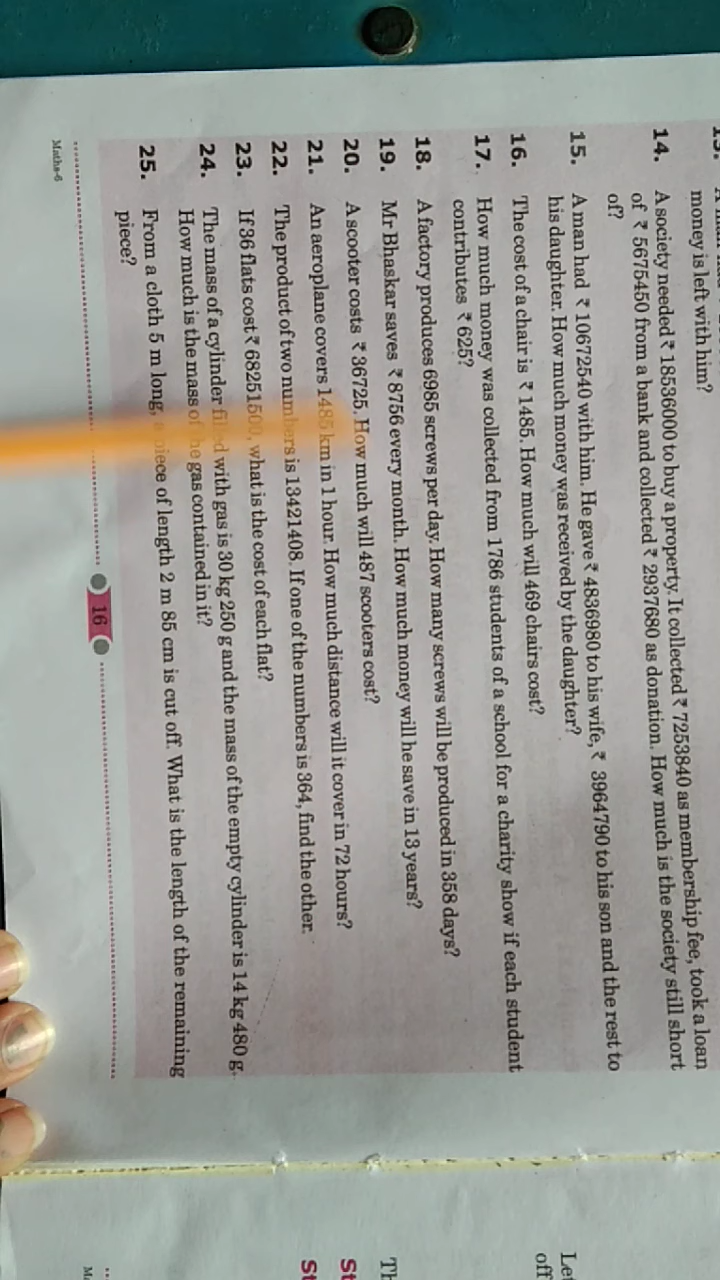 money is left with him?
14. A society needed ₹ 18536000 to buy a property. It collected ₹ 7253840 as membership fee, took a loan
of ₹ 5675450 from a bank and collected ₹ 2937680 as donation. How much is the society still short
of?
15. A man had ₹ 10672540 with him. He gave ₹ 4836980 to his wife, ₹ 3964790 to his son and the rest to
his daughter. How much money was received by the daughter?
16. The cost of a chair is ₹ 1485. How much will 469 chairs cost?
17. How much money was collected from 1786 students of a school for a charity show if each student
contributes ₹ 625?
18. A factory produces 6985 screws per day. How many screws will be produced in 358 days?
19. Mr Bhaskar saves ₹ 8756 every month. How much money will he save in 13 years?
20. A scooter costs ₹ 36725. How much will 487 scooters cost?
21. An aeroplane covers 1485 km in 1 hour. How much distance will it cover in 72 hours?
22. The product of two numbers is 13421408. If one of the numbers is 364, find the other.
23. If 36 flats cost ₹ 68251500, what is the cost of each flat?
24. The mass of a cylinder filled with gas is 30 kg 250 g and the mass of the empty cylinder is 14 kg 480 g.
How much is the mass of the gas contained in it?
25. From a cloth 5 m long, a piece of length 2 m 85 cm is cut off. What is the length of the remaining
piece?
Maths-6
16
Le
off
Th
St
St